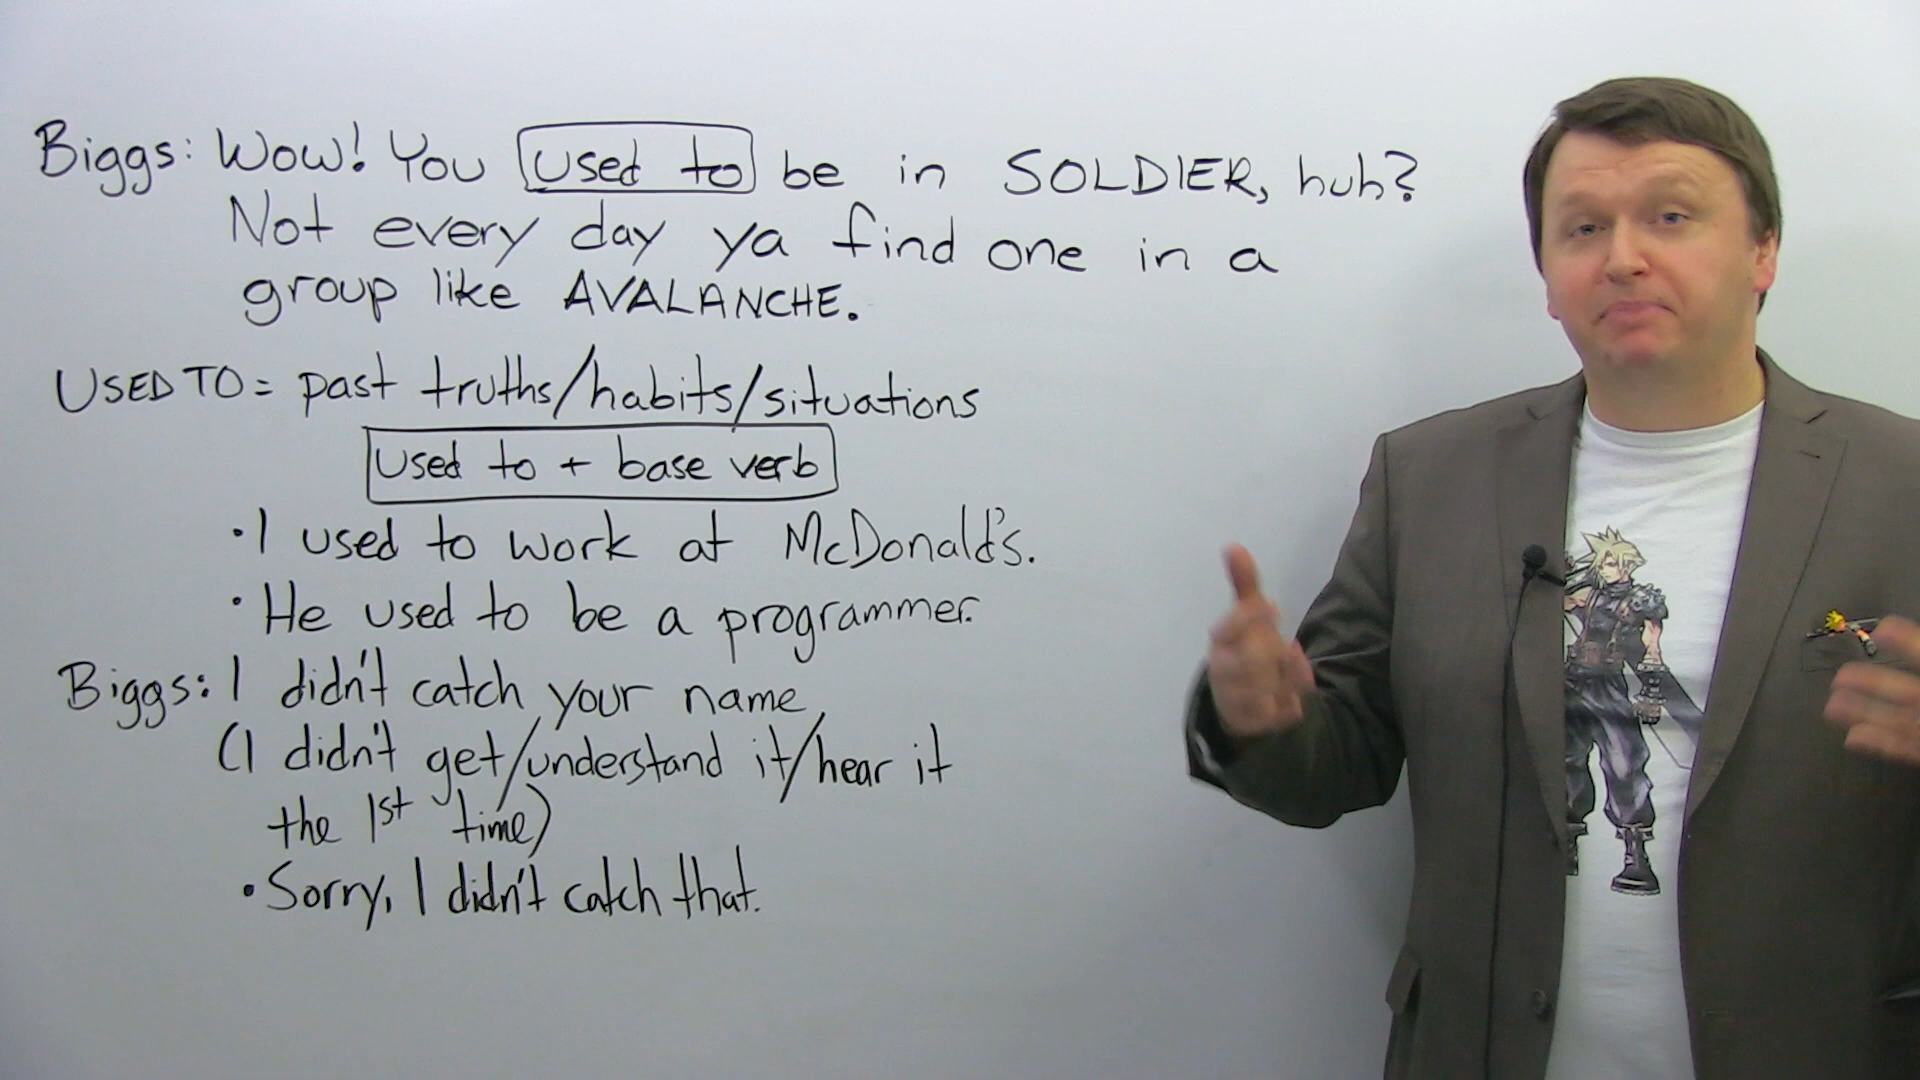 Biggs: Wow! You used to be in SOLDIER, huh?
Not every day ya find one in a
group like AVALANCHE.
USED TO = past truths/habits/situations
used to + base verb
• I used to work at McDonald's.
• He used to be a programmer.
Biggs: I didn't catch your name.
(I didn't get/understand it/hear it
the 1st time)
• Sorry, I didn't catch that.